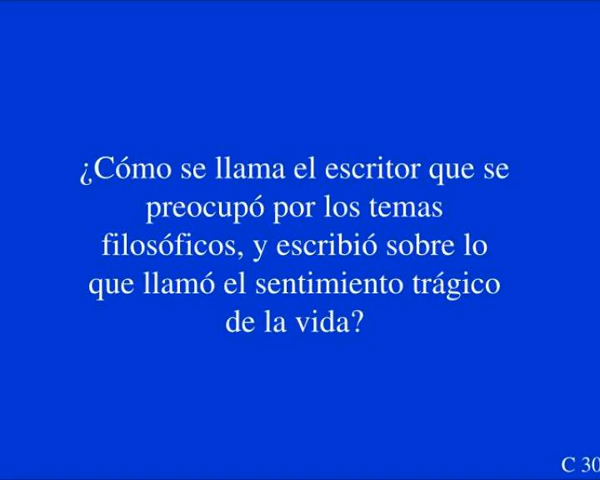 ¿Cómo se llama el escritor que se
preocupó por los temas
filosóficos, y escribió sobre lo
que llamó el sentimiento trágico
de la vida?
C 30